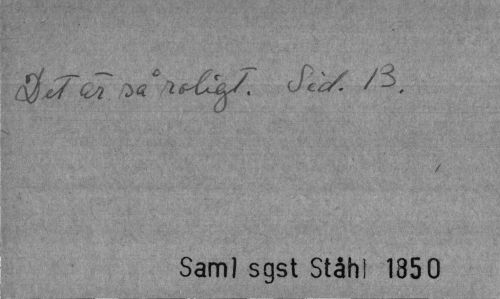 Det är så roligt. Sid. 13.
Saml sgst Ståhl 1850